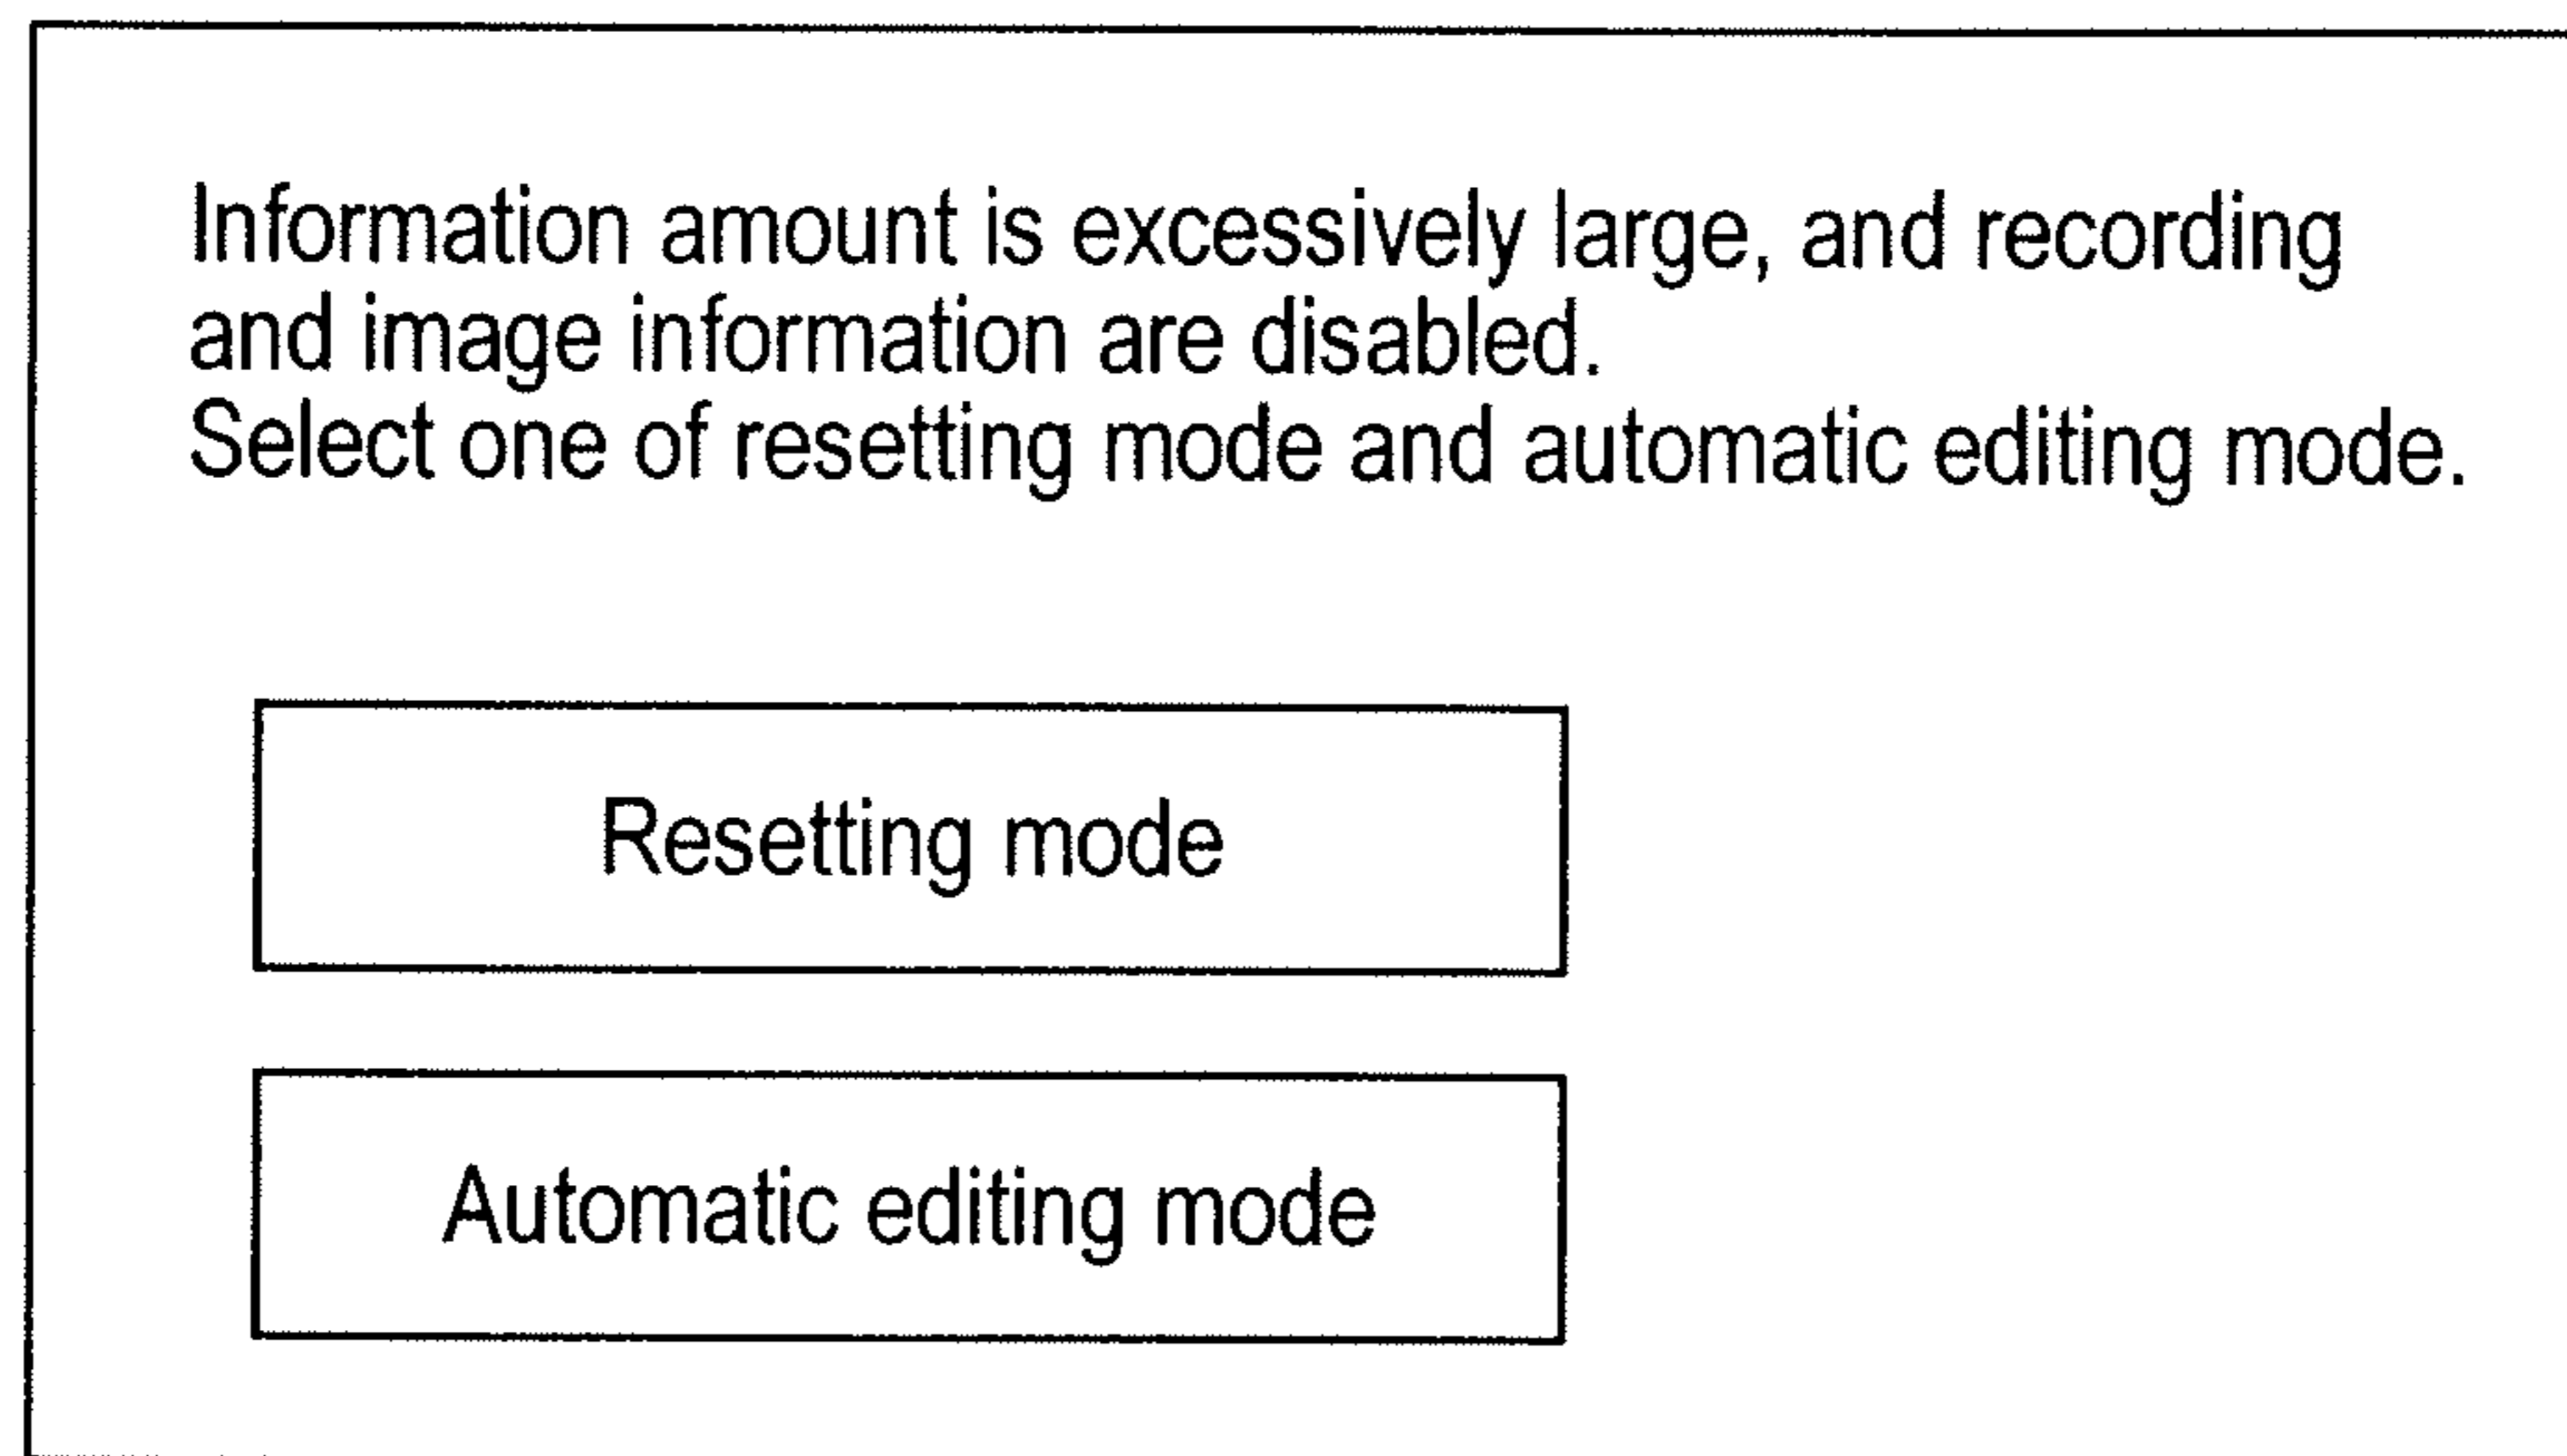 Information amount is excessively large, and recording
and image information are disabled.
Select one of resetting mode and automatic editing mode.
Resetting mode
Automatic editing mode